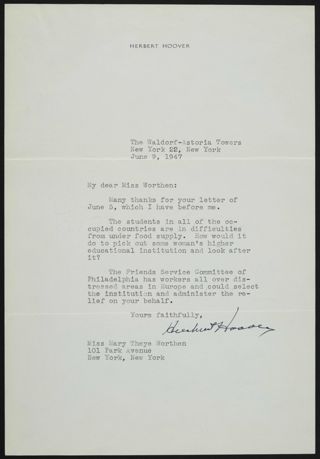 HERBERT HOOVER
The Waldorf-Astoria Towers
New York 22, New York
June 9, 1947
My dear Miss Worthen:
Many thanks for your letter of
June 5, which I have before me.
The students in all of the oc-
cupied countries are in difficulties
from under food supply. How would it
do to pick out some woman's higher
educational institution and look after
it?
The Friends Service Committee of
Philadelphia has workers all over dis-
tressed areas in Europe and could select
the institution and administer the re-
lief on your behalf.
Yours faithfully,
Herbert Hoover
Miss Mary Theye Worthen
101 Park Avenue
New York, New York